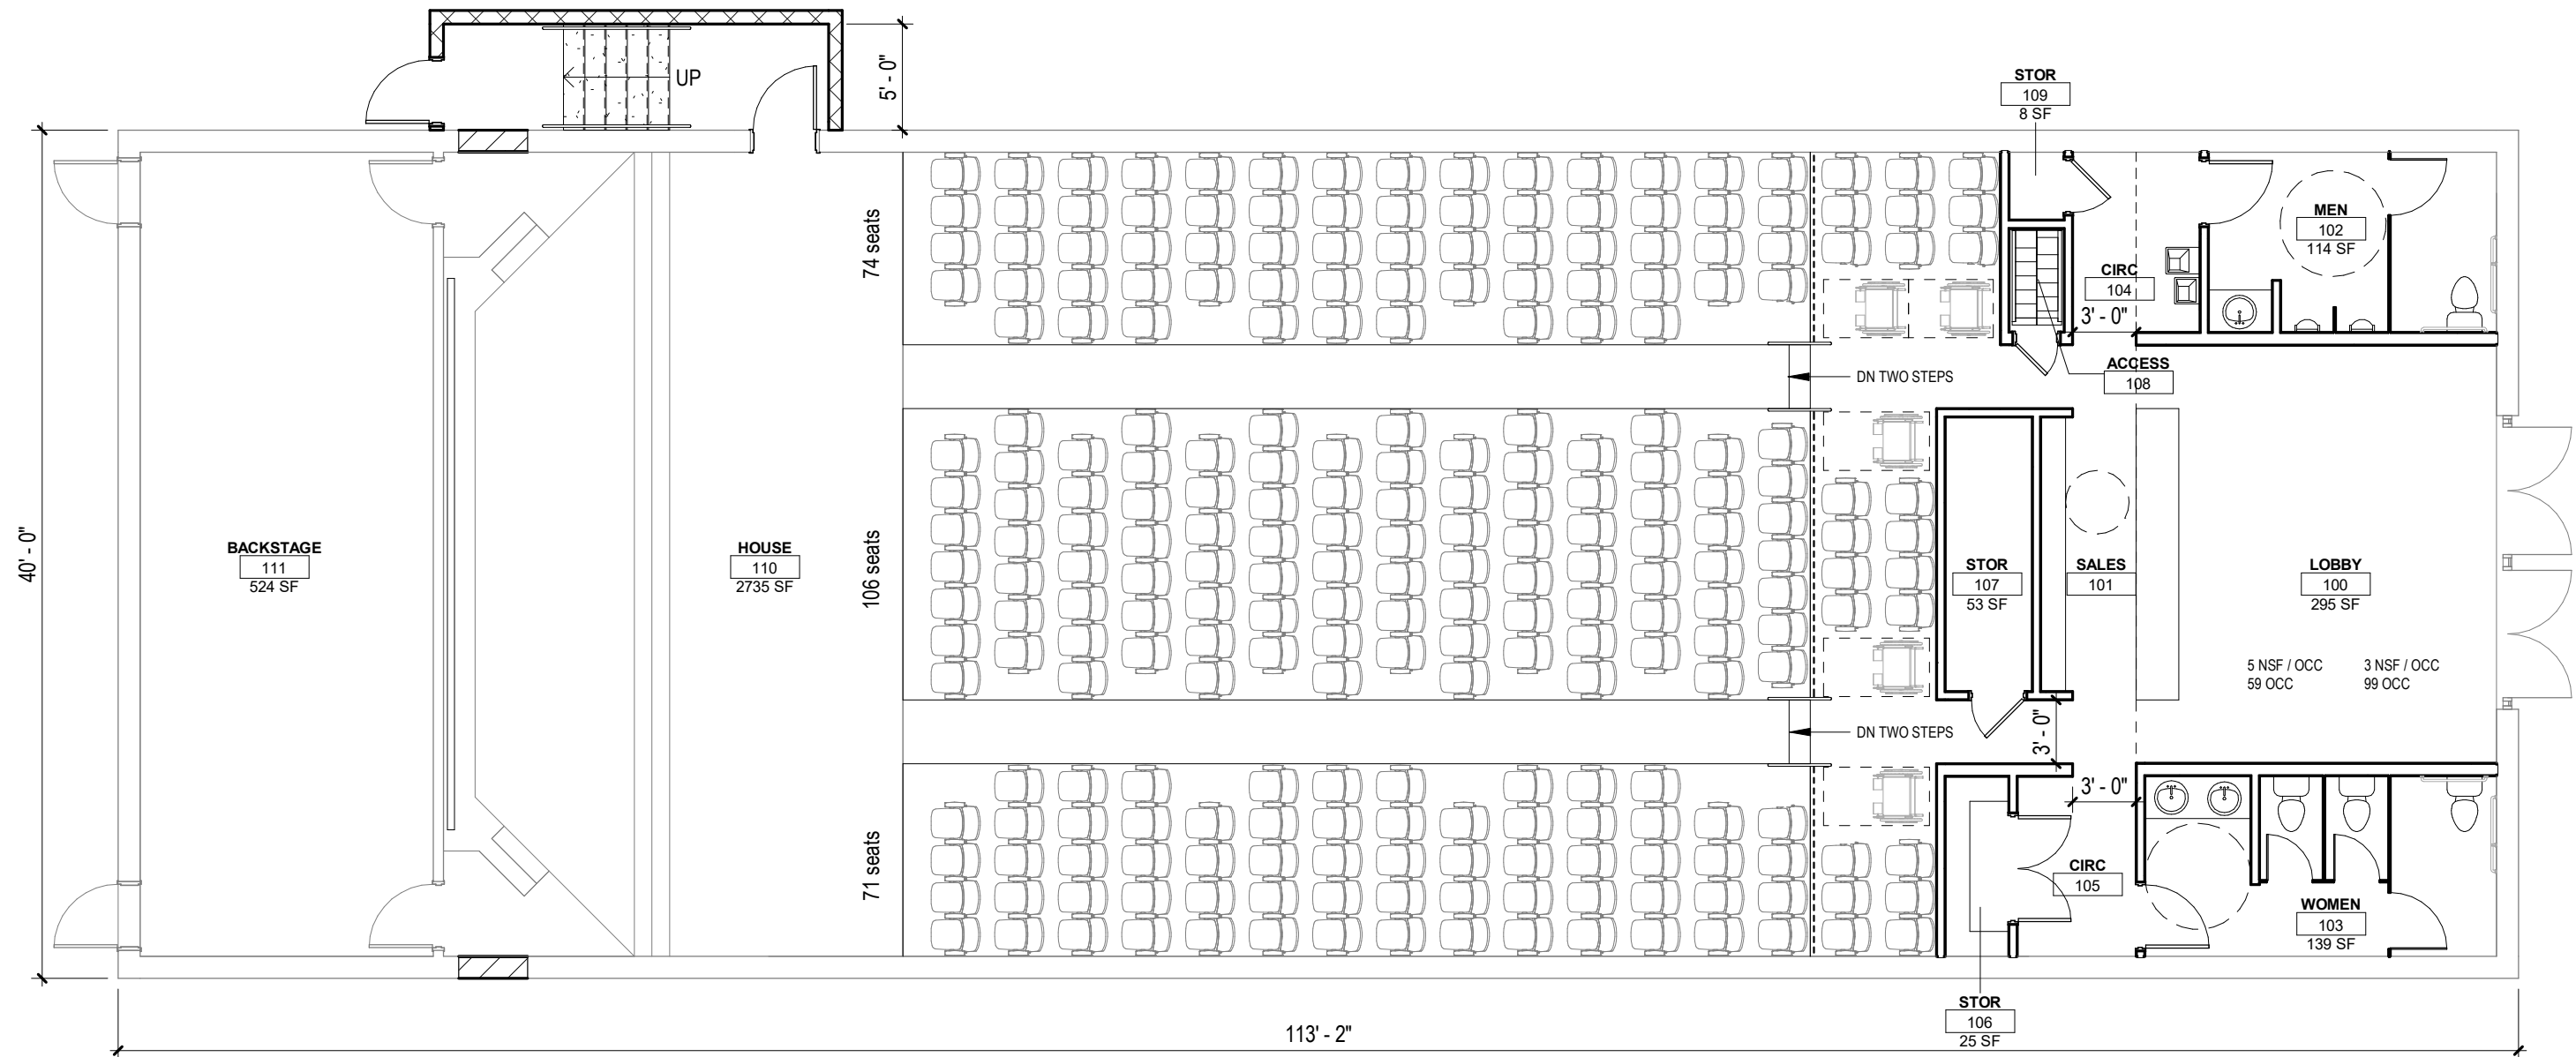 UP
5' - 0"
STOR
109
8 SF
MEN
102
114 SF
74 seats
CIRC
104
3' - 0"
ACCESS
108
DN TWO STEPS
40' - 0"
BACKSTAGE
111
524 SF
HOUSE
110
2735 SF
106 seats
STOR
107
53 SF
SALES
101
LOBBY
100
295 SF
5 NSF / OCC
59 OCC
3 NSF / OCC
99 OCC
DN TWO STEPS
3' - 0"
3' - 0"
71 seats
CIRC
105
WOMEN
103
139 SF
STOR
106
25 SF
113' - 2"